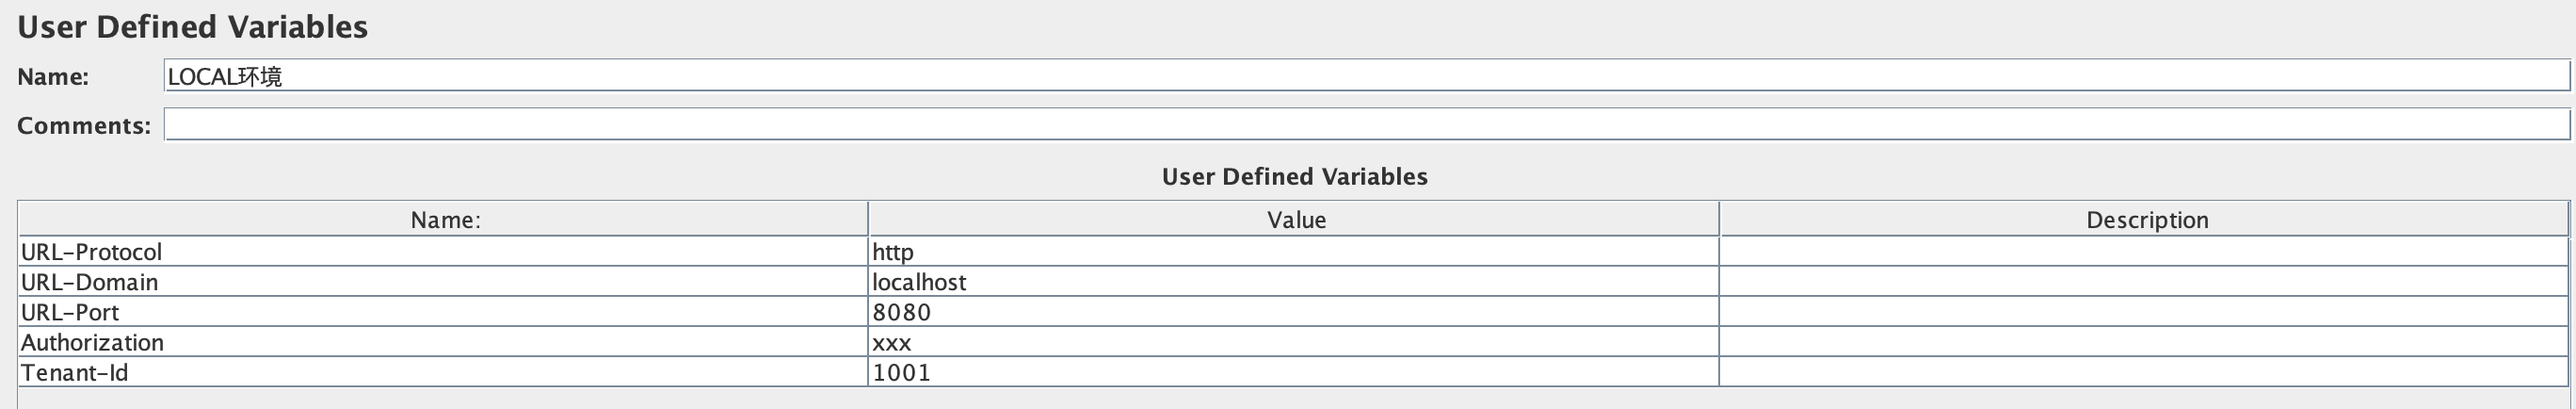 User Defined Variables
Name: LOCAL环境
Comments:
User Defined Variables
Name: Value Description
URL-Protocol http
URL-Domain localhost
URL-Port 8080
Authorization xxx
Tenant-Id 1001